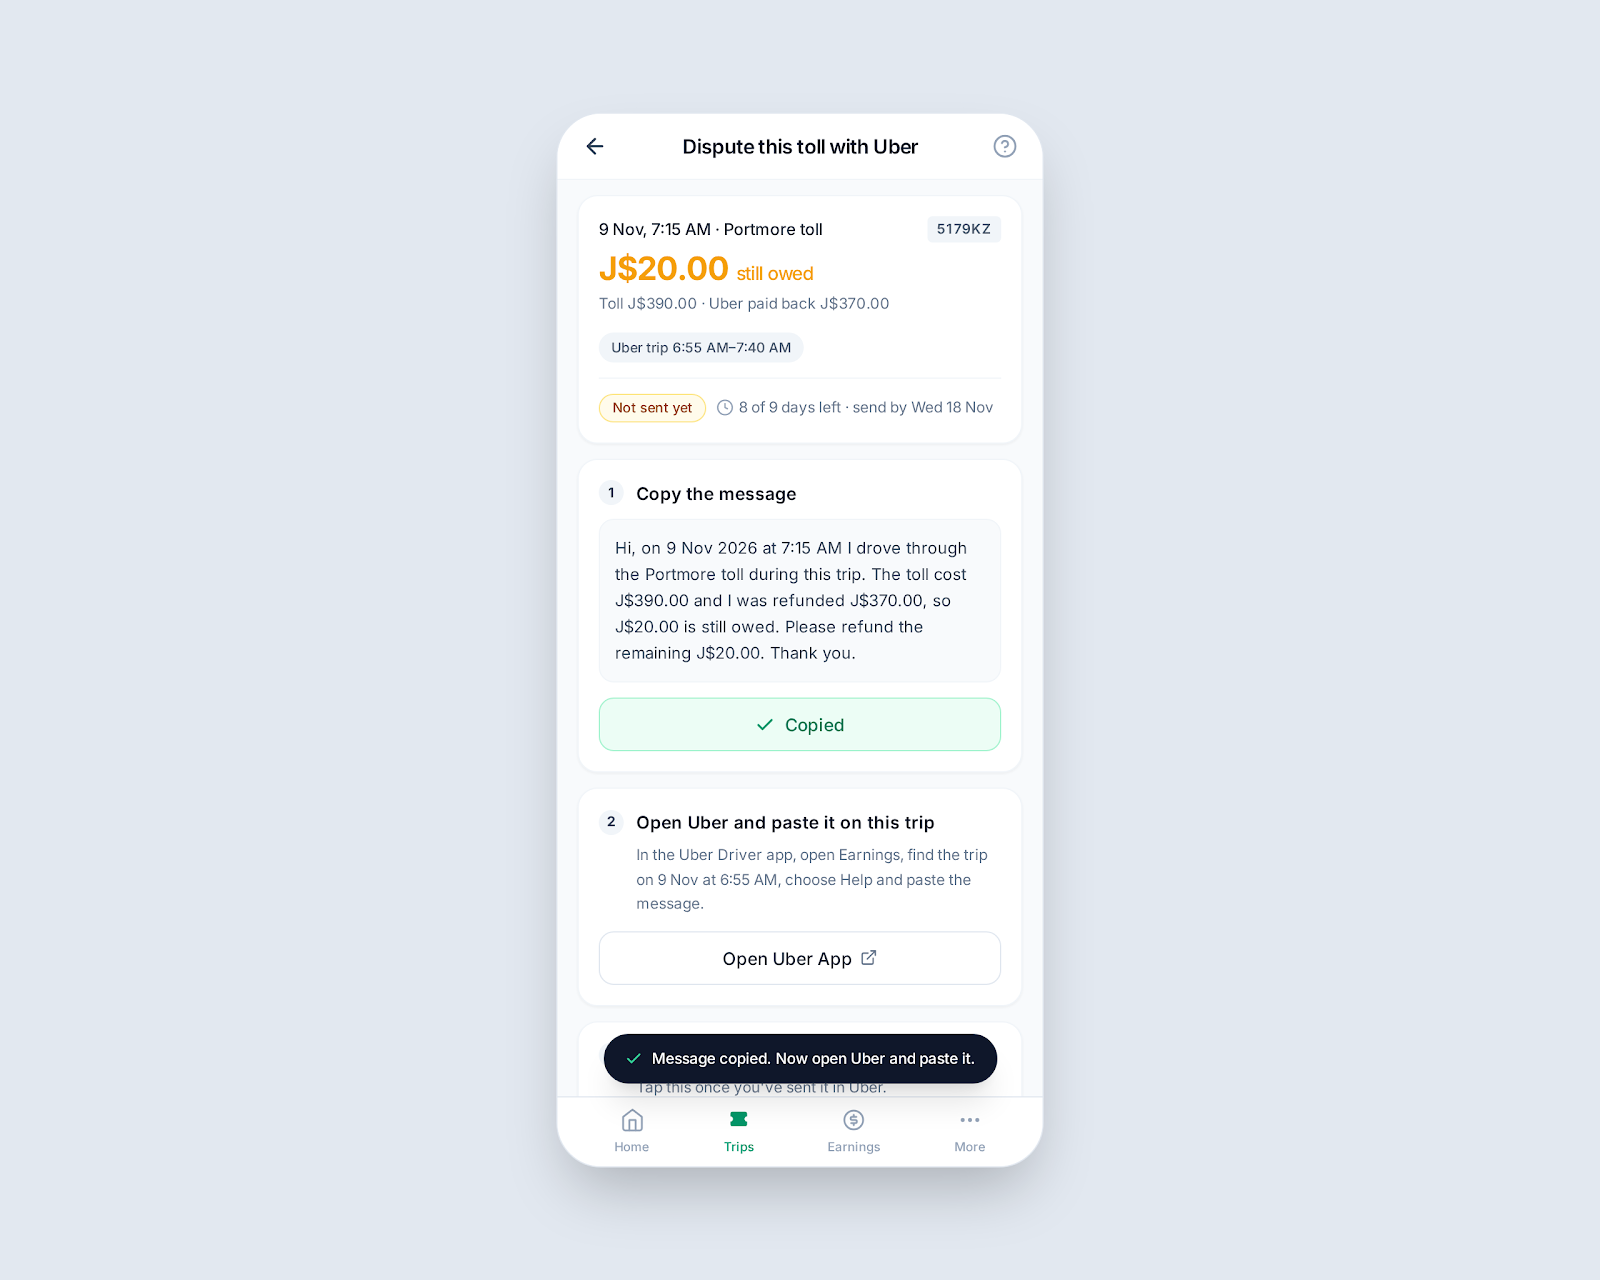 Dispute this toll with Uber
9 Nov, 7:15 AM · Portmore toll
5179KZ
J$20.00 still owed
Toll J$390.00 · Uber paid back J$370.00
Uber trip 6:55 AM–7:40 AM
Not sent yet
8 of 9 days left · send by Wed 18 Nov
1 Copy the message
Hi, on 9 Nov 2026 at 7:15 AM I drove through
the Portmore toll during this trip. The toll cost
J$390.00 and I was refunded J$370.00, so
J$20.00 is still owed. Please refund the
remaining J$20.00. Thank you.
Copied
2 Open Uber and paste it on this trip
In the Uber Driver app, open Earnings, find the trip
on 9 Nov at 6:55 AM, choose Help and paste the
message.
Open Uber App
Message copied. Now open Uber and paste it.
Tap this once you've sent it in Uber.
Home
Trips
Earnings
More